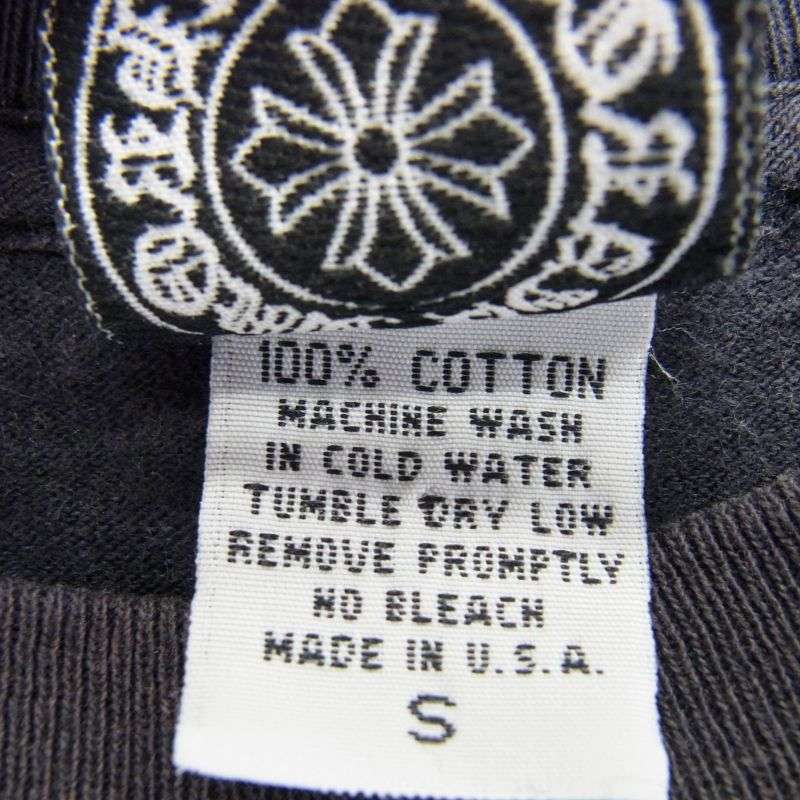 100% COTTON
MACHINE WASH
IN COLD WATER
TUMBLE DRY LOW
REMOVE PROMPTLY
NO BLEACH
MADE IN U.S.A.
S